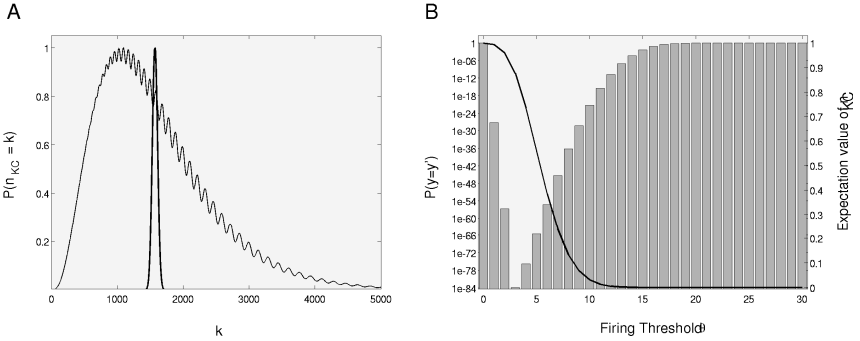 A
B
P(n KC = k)
1
0.8
0.6
0.4
0.2
0 1000 2000 3000 4000 5000
k
P(y=y')
1
1e-06
1e-12
1e-18
1e-24
1e-30
1e-36
1e-42
1e-48
1e-54
1e-60
1e-66
1e-72
1e-78
1e-84
0 5 10 15 20 25 30
Firing Thresholdθ
1
0.9
0.8
0.7
0.6
0.5
0.4
0.3
0.2
0.1
0
Expectation value of KC